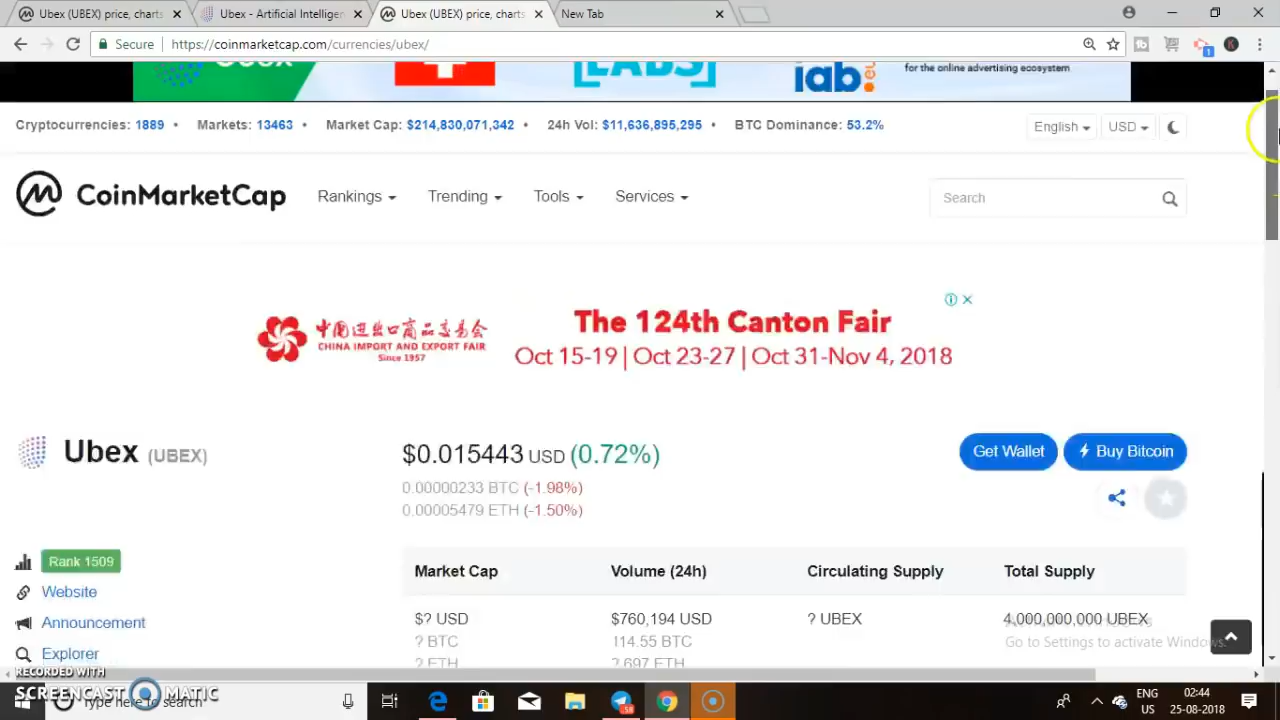 Ubex (UBEX) price, charts
Ubex - Artificial Intelligen
Ubex (UBEX) price, charts
New Tab
Secure
https://coinmarketcap.com/currencies/ubex/
1
K
LABS
iab.eu
for the online advertising ecosystem
Cryptocurrencies: 1889 • Markets: 13463 • Market Cap: $214,830,071,342 • 24h Vol: $11,636,895,295 • BTC Dominance: 53.2%
English
USD
CoinMarketCap
Rankings
Trending
Tools
Services
Search
中国进出口商品交易会
CHINA IMPORT AND EXPORT FAIR
Since 1957
The 124th Canton Fair
Oct 15-19 | Oct 23-27 | Oct 31-Nov 4, 2018
Ubex (UBEX)
$0.015443 USD (0.72%)
0.00000233 BTC (-1.98%)
0.00005479 ETH (-1.50%)
Get Wallet
Buy Bitcoin
Rank 1509
Website
Announcement
Explorer
Market Cap
Volume (24h)
Circulating Supply
Total Supply
$? USD
$760,194 USD
? UBEX
4,000,000,000 UBEX
? BTC
114.55 BTC
? ETH
2,697 ETH
Go to Settings to activate Windows.
RECORDED WITH
SCREENCAST MATIC
Type here to search
ENG
US
02:44
25-08-2018